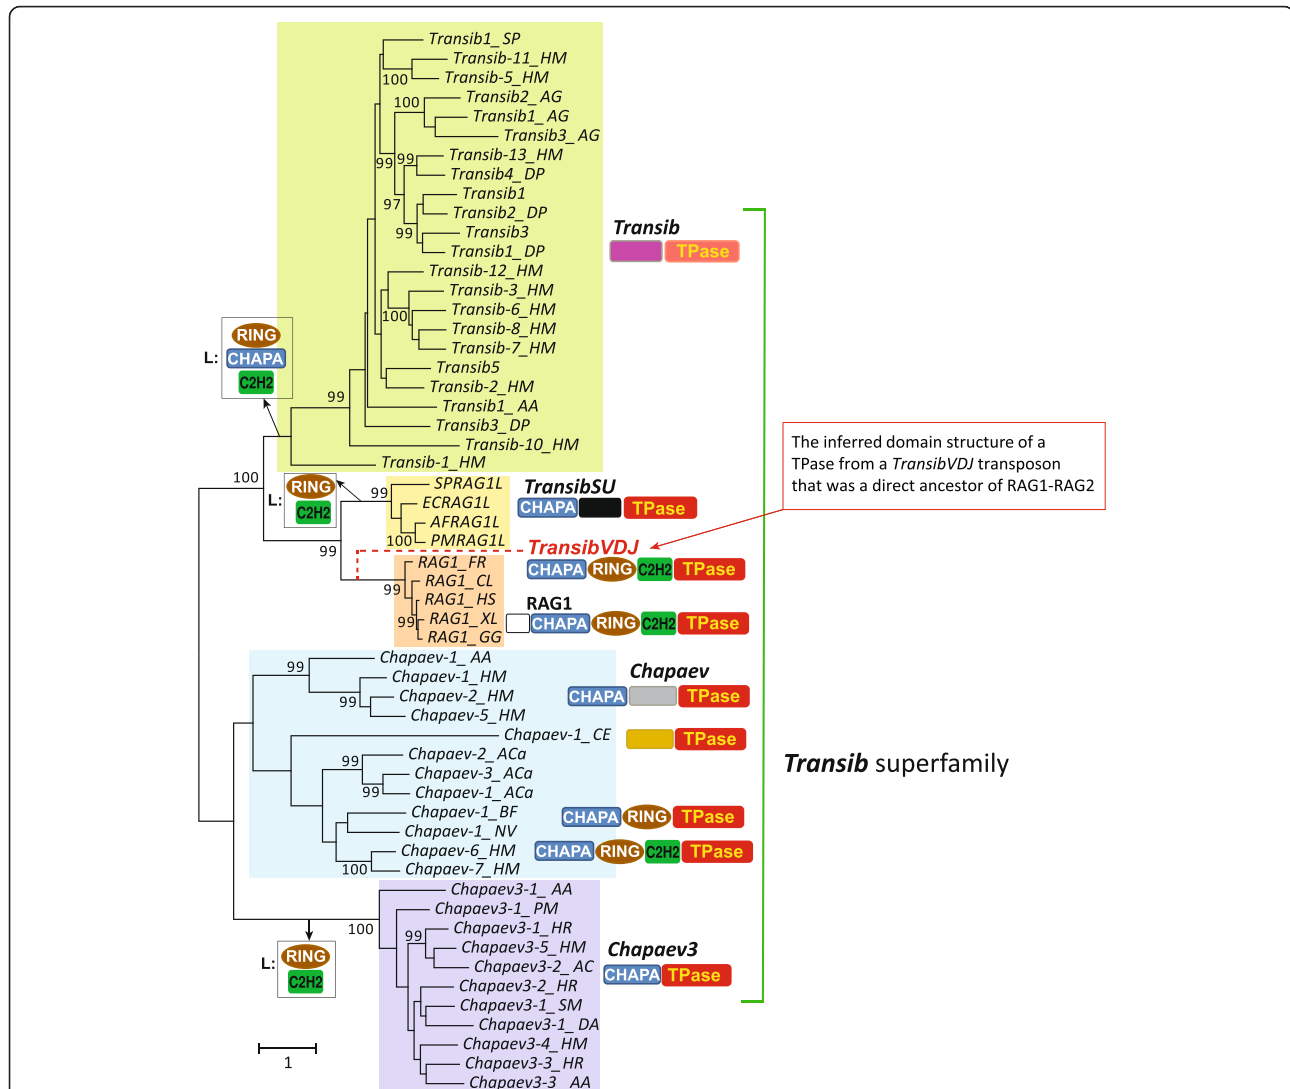 Transib1_SP
Transib-11_HM
100
Transib-5_HM
100
Transib2_AG
Transib1_AG
Transib3_AG
99
99
Transib-13_HM
Transib4_DP
Transib1
97
Transib2_DP
99
Transib3
Transib1_DP
Transib
TPase
Transib-12_HM
Transib-3_HM
100
Transib-6_HM
Transib-8_HM
Transib-7_HM
L:
RING
CHAPA
C2H2
Transib5
Transib-2_HM
99
Transib1_AA
Transib3_DP
Transib-10_HM
Transib-1_HM
The inferred domain structure of a
TPase from a TransibVDJ transposon
that was a direct ancestor of RAG1-RAG2
100
L:
RING
C2H2
99
SPRAG1L
ECRAG1L
AFRAG1L
100
PMRAG1L
TransibSU
CHAPA
TPase
99
TransibVDJ
CHAPA
RING
C2H2
TPase
RAG1_FR
99
RAG1_CL
RAG1_HS
99
RAG1_XL
RAG1_GG
RAG1
CHAPA
RING
C2H2
TPase
99
Chapaev-1_AA
Chapaev-1_HM
99
Chapaev-2_HM
Chapaev-5_HM
Chapaev
CHAPA
TPase
Chapaev-1_CE
TPase
99
Chapaev-2_ACa
Chapaev-3_ACa
99
Chapaev-1_ACa
Transib superfamily
Chapaev-1_BF
CHAPA
RING
TPase
Chapaev-1_NV
Chapaev-6_HM
CHAPA
RING
C2H2
TPase
100
Chapaev-7_HM
Chapaev3-1_AA
100
Chapaev3-1_PM
99
Chapaev3-1_HR
Chapaev3-5_HM
Chapaev3-2_AC
Chapaev3
CHAPA
TPase
L:
RING
C2H2
Chapaev3-2_HR
Chapaev3-1_SM
Chapaev3-1_DA
Chapaev3-4_HM
Chapaev3-3_HR
Chapaev3-3_AA
1